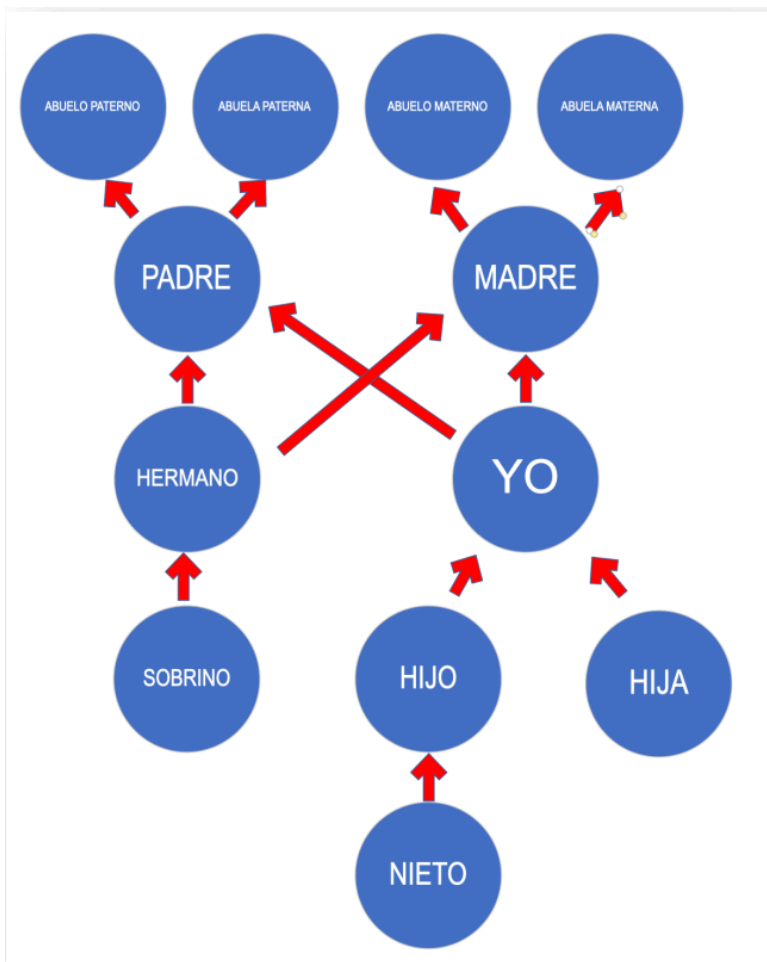 ABUELO PATERNO
ABUELA PATERNA
ABUELO MATERNO
ABUELA MATERNA
PADRE
MADRE
HERMANO
YO
SOBRINO
HIJO
HIJA
NIETO